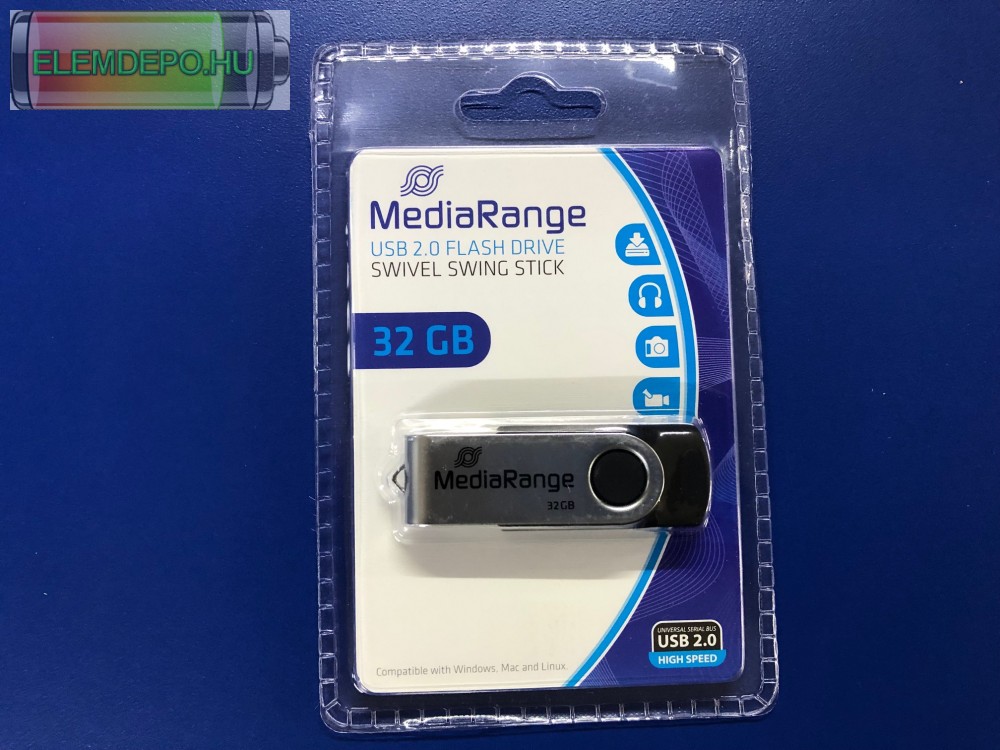 ELEMDEPO.HU
MediaRange
USB 2.0 FLASH DRIVE
SWIVEL SWING STICK
32 GB
MediaRange
32GB
UNIVERSAL SERIAL BUS
USB 2.0
HIGH SPEED
Compatible with Windows, Mac and Linux.